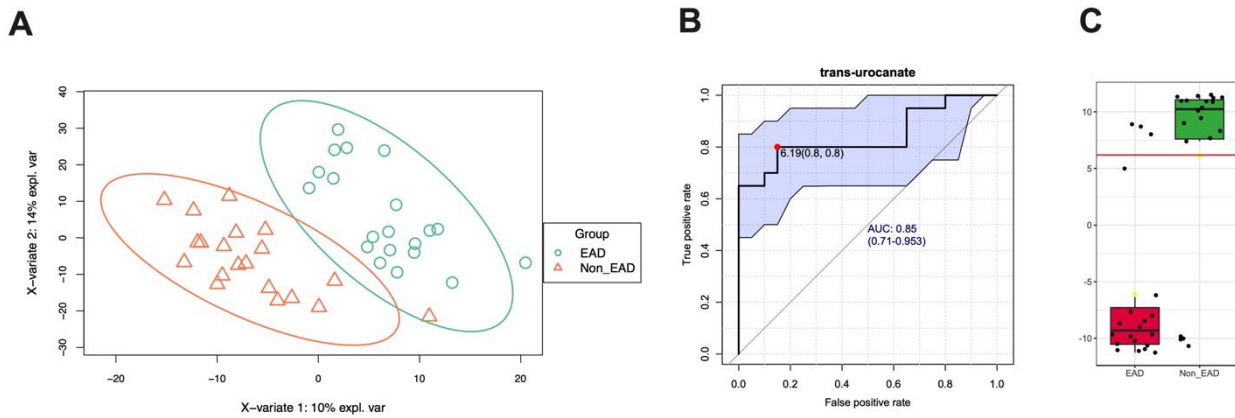 A
X-variate 2: 14% expl. var
40
30
20
10
0
-10
-20
-30
-20
-10
0
10
20
X-variate 1: 10% expl. var
Group
EAD
Non_EAD
B
trans-urocanate
True positive rate
1.0
0.8
0.6
0.4
0.2
0.0
6.19(0.8, 0.8)
AUC: 0.85
(0.71-0.953)
0.0
0.2
0.4
0.6
0.8
1.0
False positive rate
C
10
5
0
-5
-10
EAD
Non_EAD